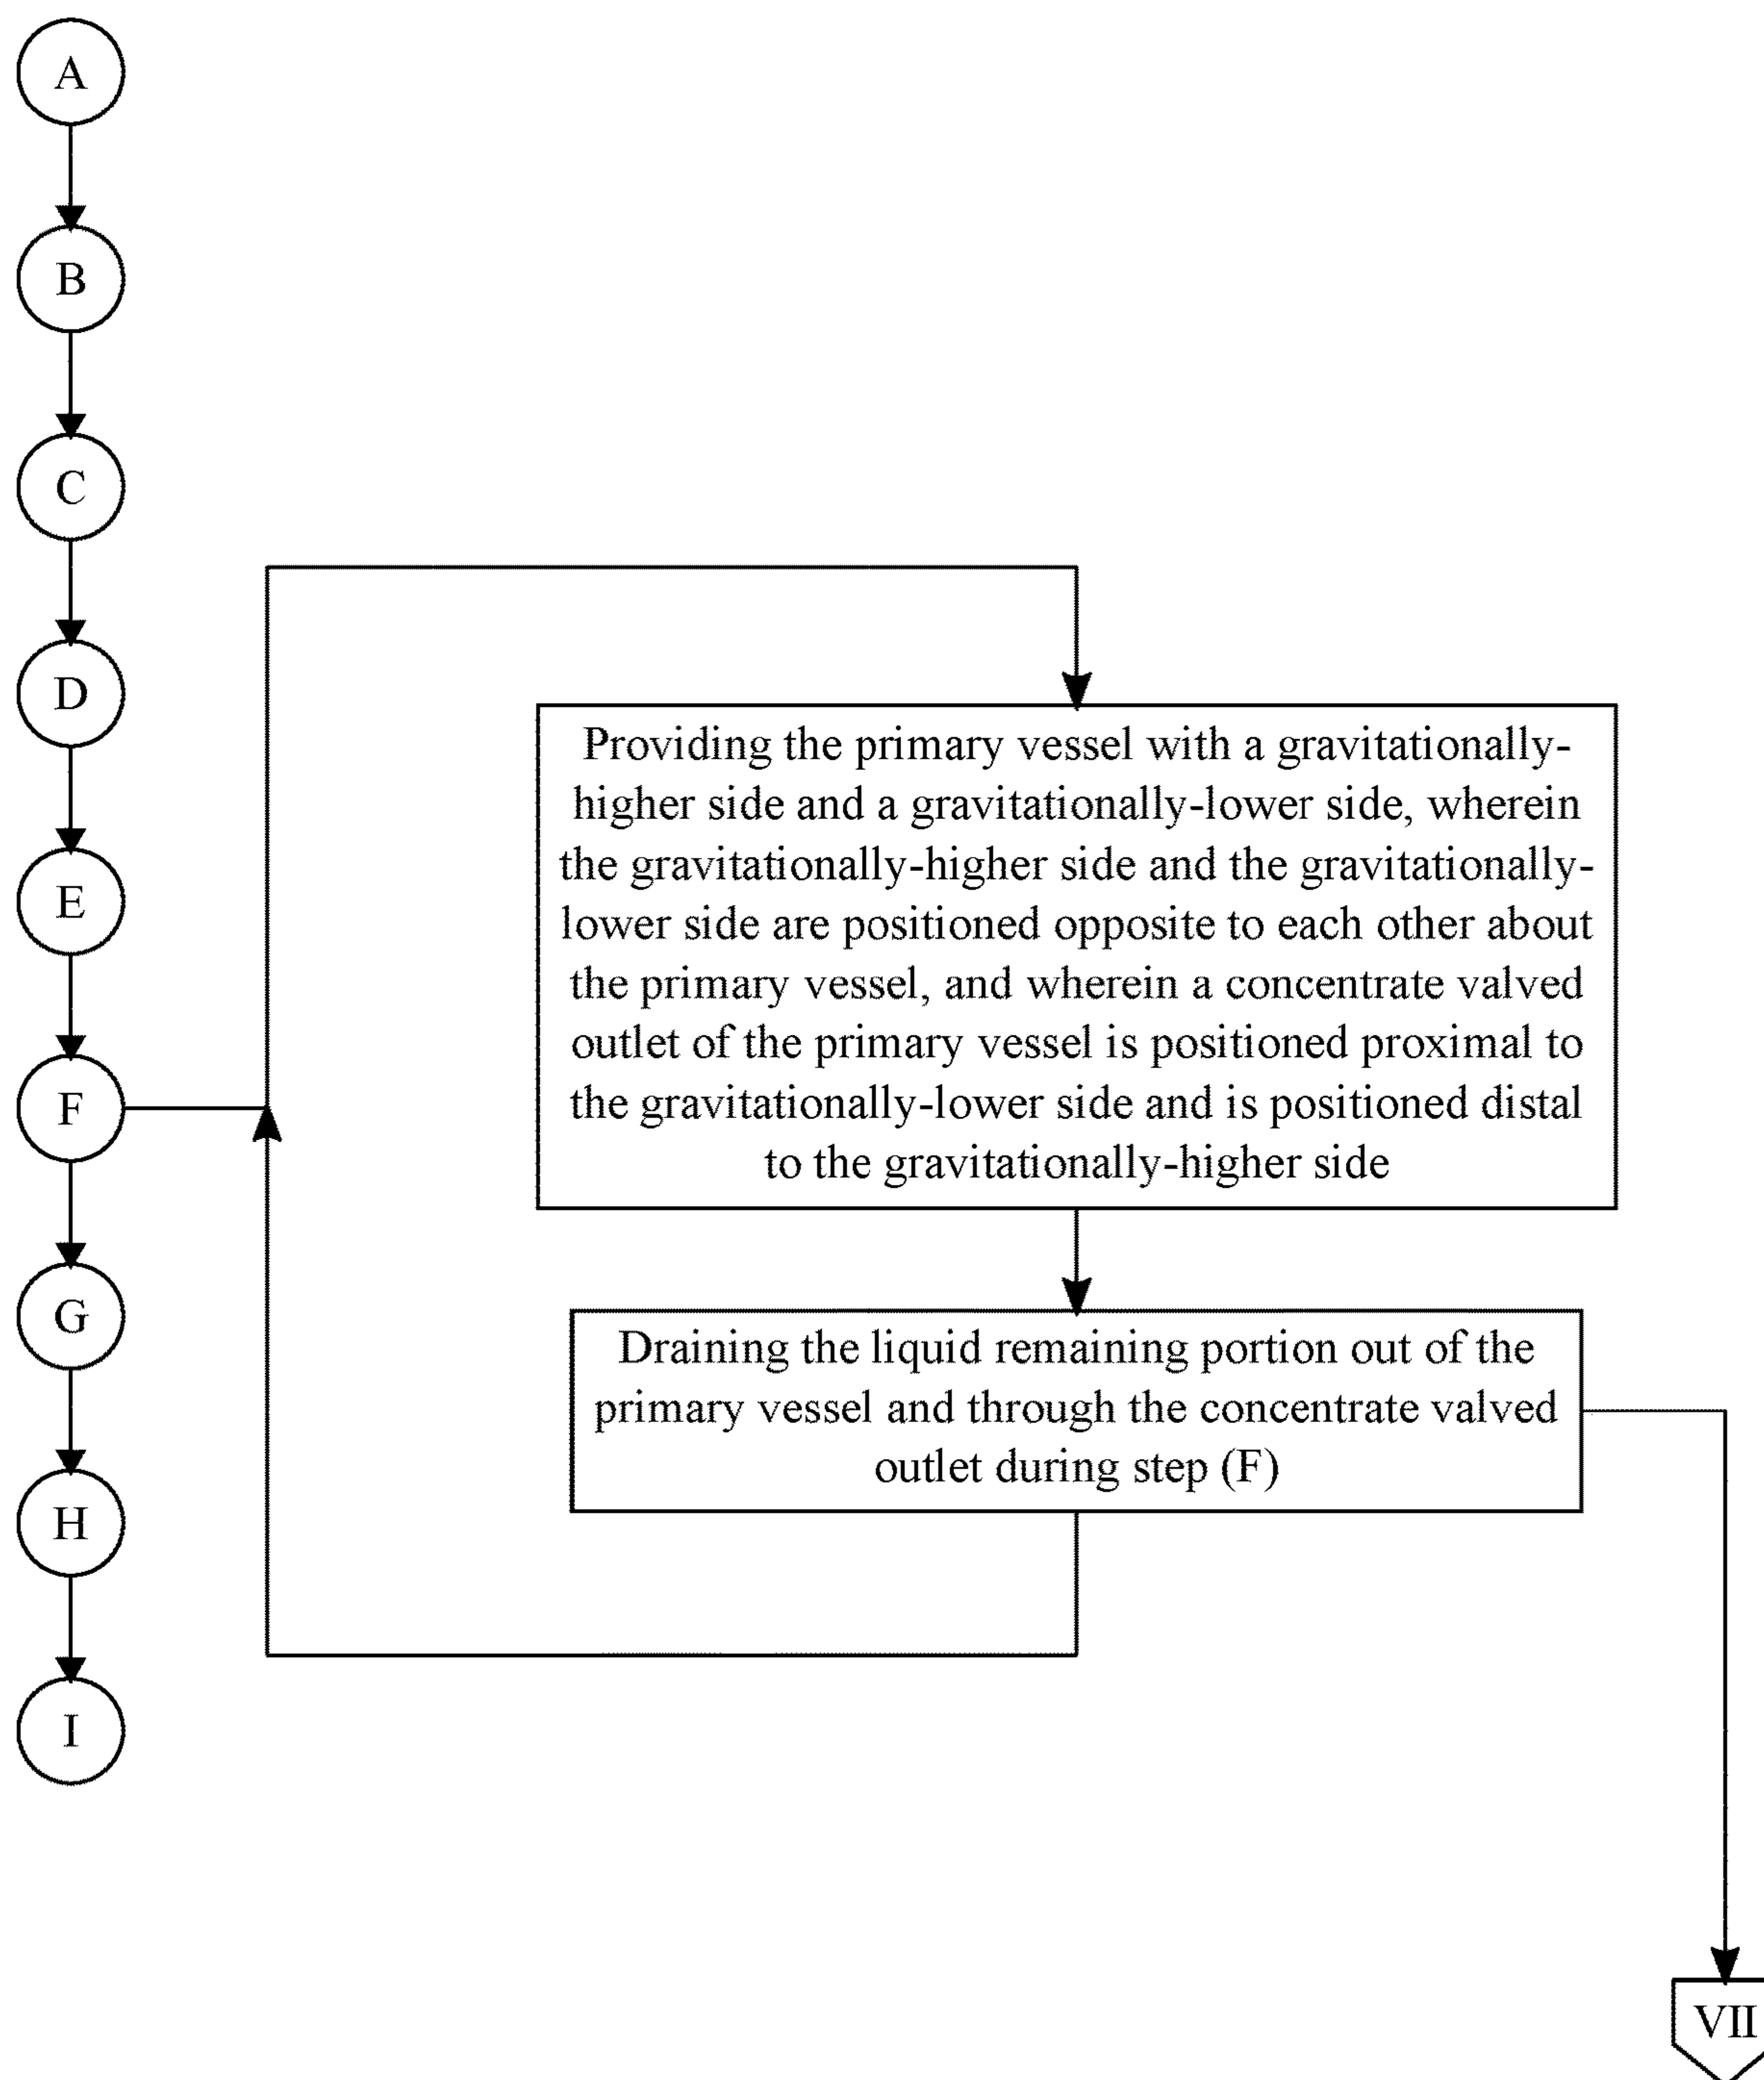 A
B
C
D
E
F
G
H
I
Providing the primary vessel with a gravitationally-
higher side and a gravitationally-lower side, wherein
the gravitationally-higher side and the gravitationally-
lower side are positioned opposite to each other about
the primary vessel, and wherein a concentrate valved
outlet of the primary vessel is positioned proximal to
the gravitationally-lower side and is positioned distal
to the gravitationally-higher side
Draining the liquid remaining portion out of the
primary vessel and through the concentrate valved
outlet during step (F)
VII